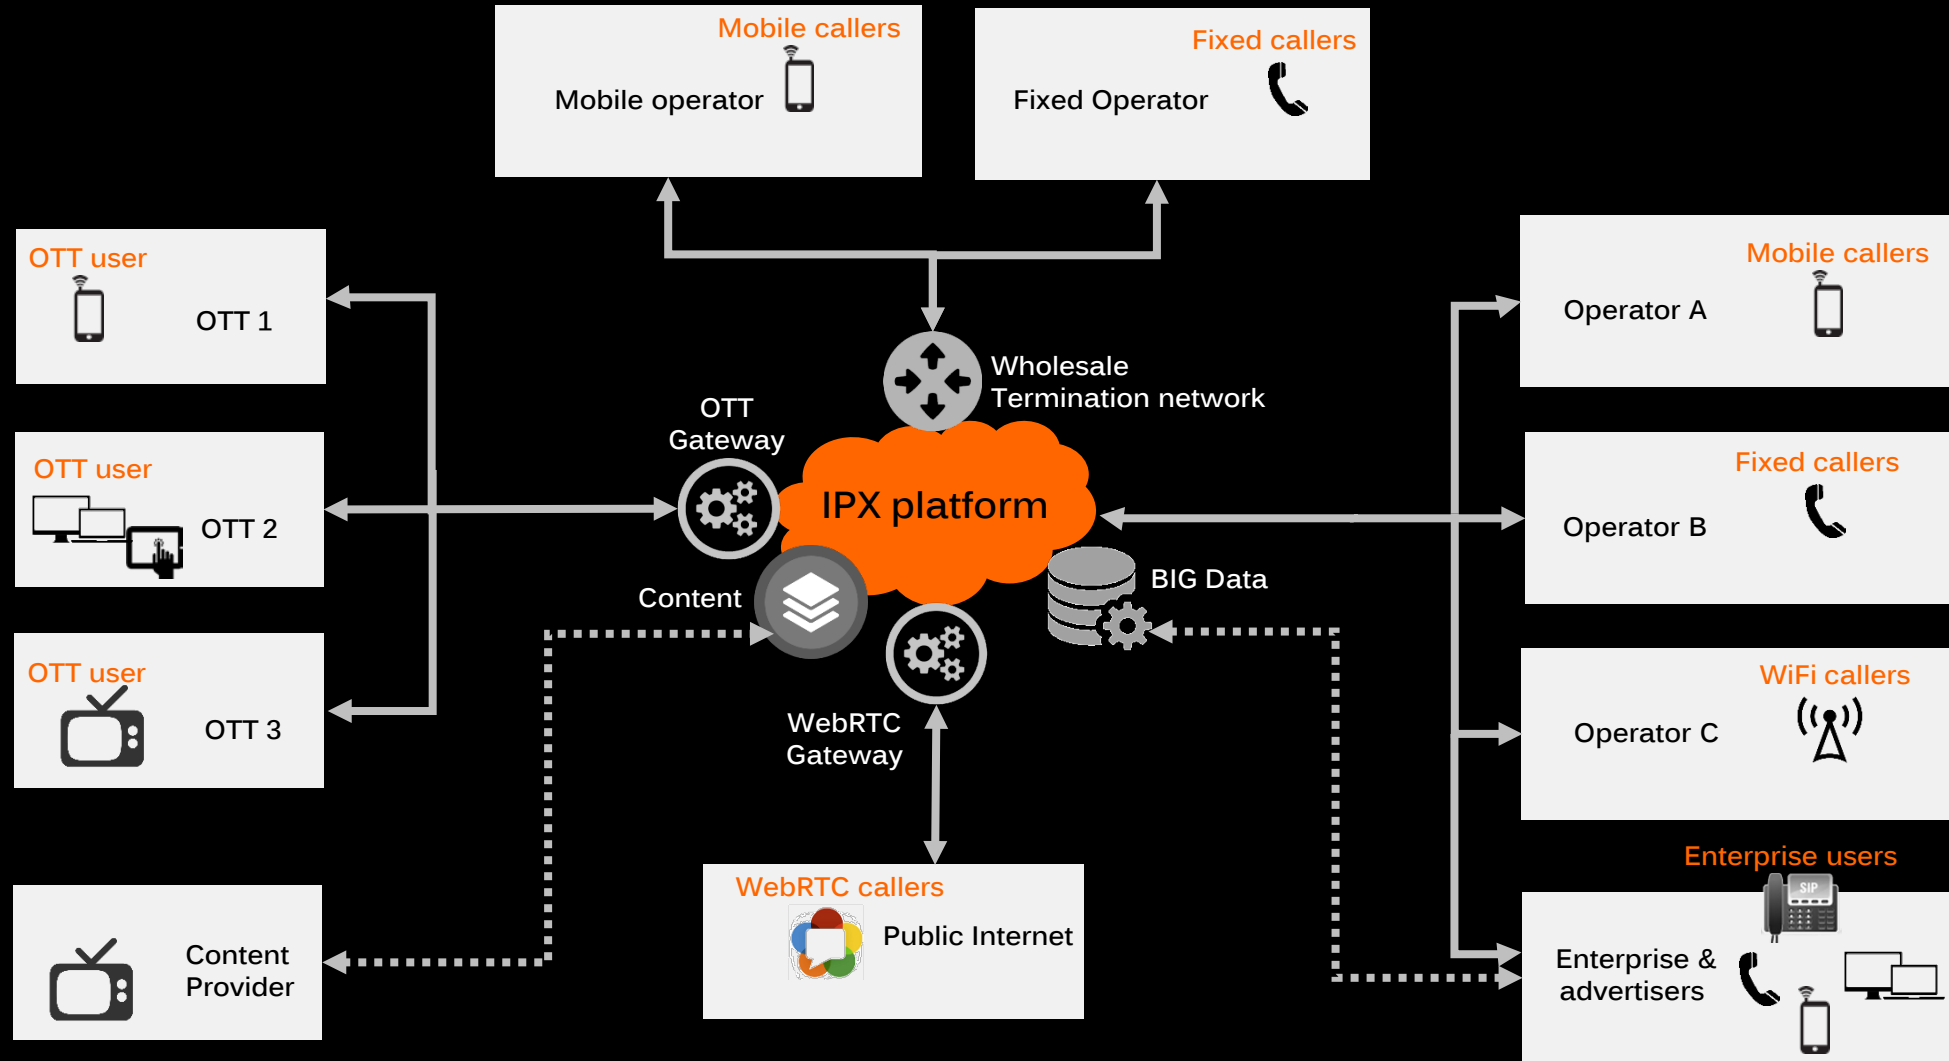 Mobile callers
Mobile operator
Fixed callers
Fixed Operator
OTT user
OTT 1
Mobile callers
Operator A
Wholesale
Termination network
OTT
Gateway
OTT user
OTT 2
IPX platform
Fixed callers
Operator B
Content
BIG Data
OTT user
OTT 3
WebRTC
Gateway
WiFi callers
Operator C
Content
Provider
WebRTC callers
Public Internet
Enterprise users
SIP
Enterprise &
advertisers